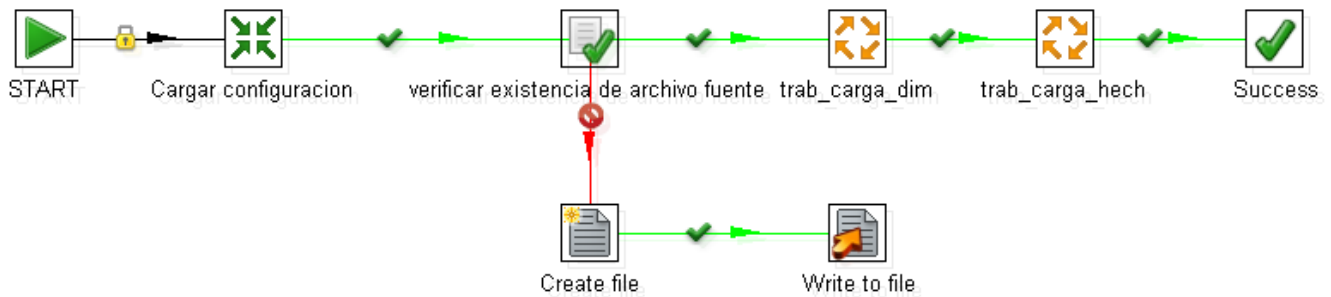 START
Cargar configuracion
verificar existencia de archivo fuente
trab_carga_dim
trab_carga_hech
Success
Create file
Write to file